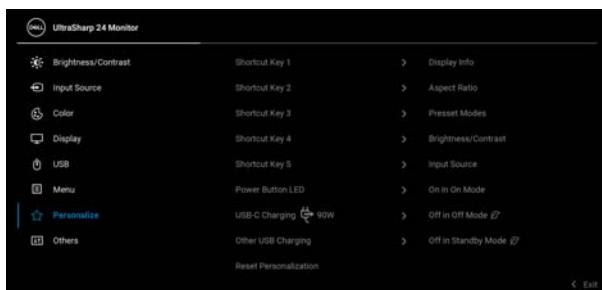 DELL UltraSharp 24 Monitor
Brightness/Contrast Shortcut Key 1 > Display Info
Input Source Shortcut Key 2 > Aspect Ratio
Color Shortcut Key 3 > Presset Modes
Display Shortcut Key 4 > Brightness/Contrast
USB Shortcut Key 5 > Input Source
Menu Power Button LED > On in On Mode
Personalize USB-C Charging 90W > Off in Off Mode
Others Other USB Charging > Off in Standby Mode
Reset Personalization
< Exit